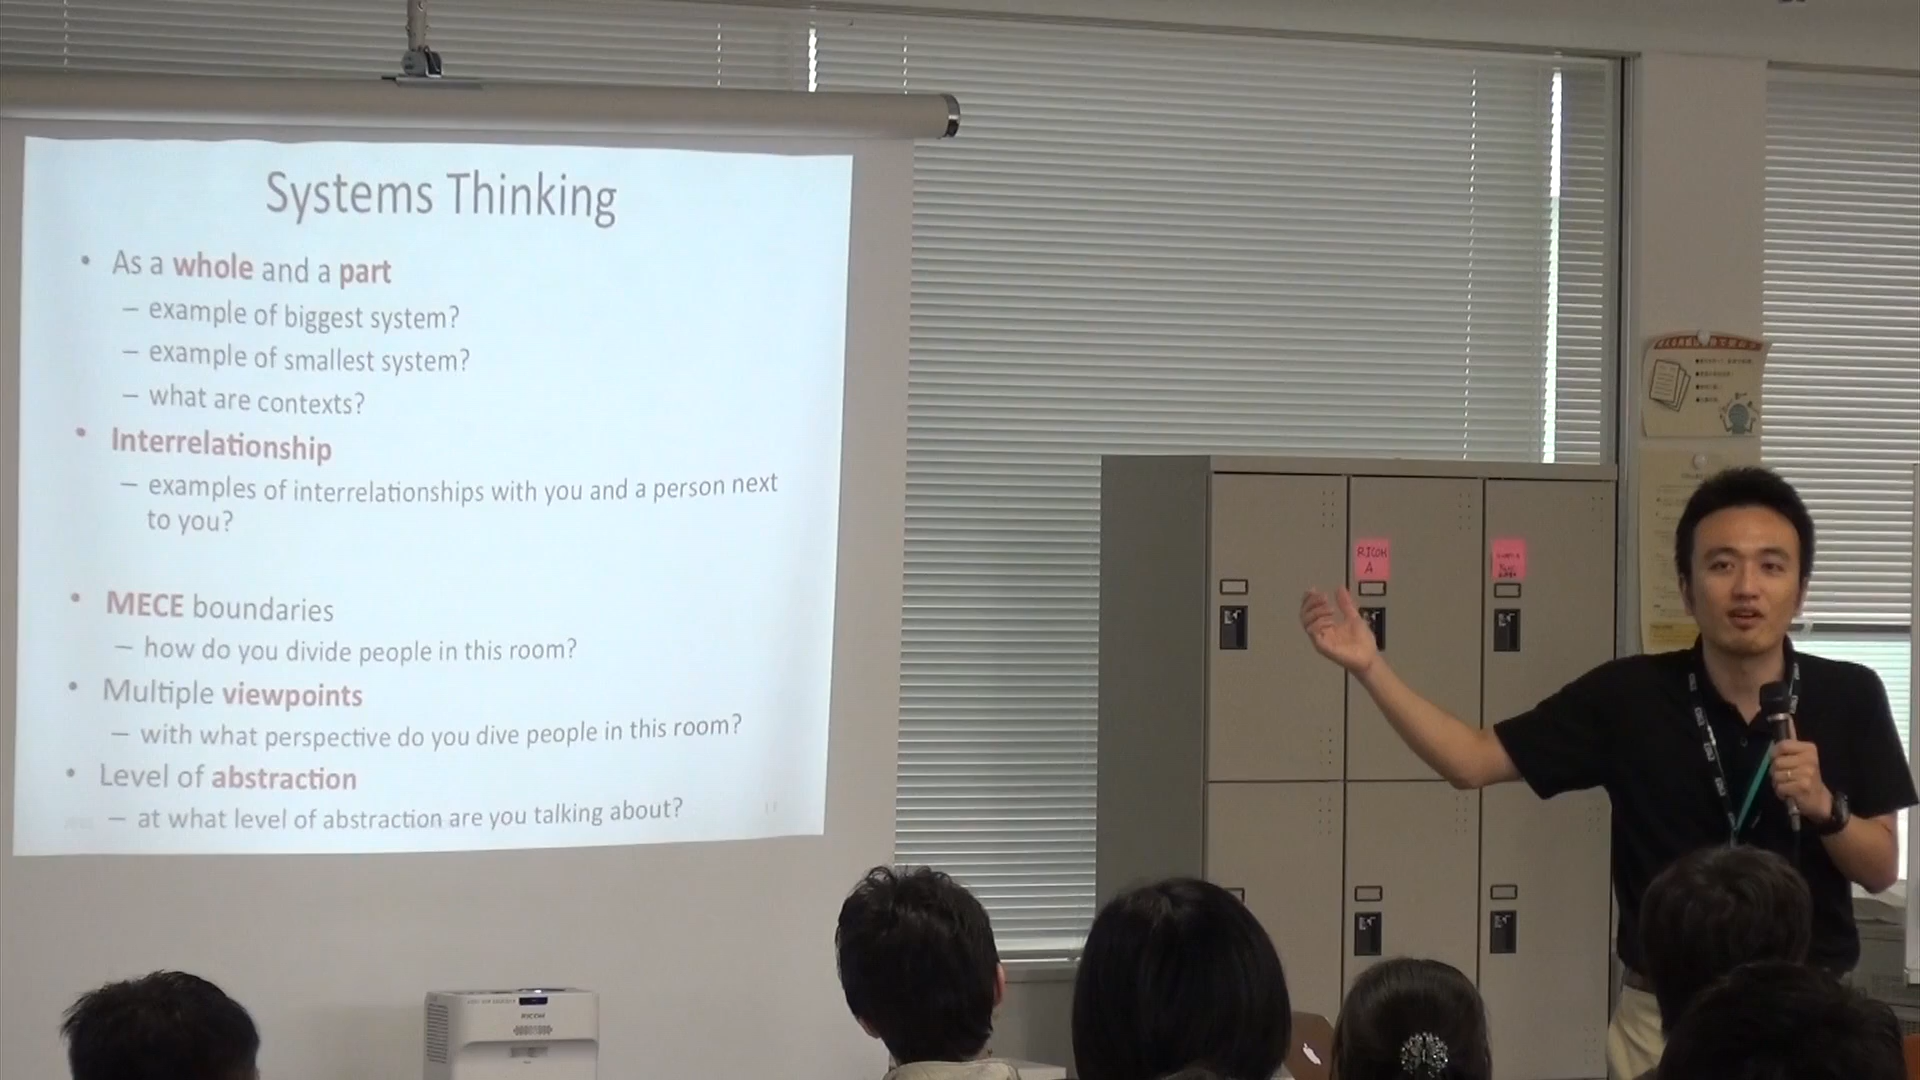 Systems Thinking
• As a whole and a part
– example of biggest system?
– example of smallest system?
– what are contexts?
• Interrelationship
– examples of interrelationships with you and a person next
to you?
• MECE boundaries
– how do you divide people in this room?
• Multiple viewpoints
– with what perspective do you dive people in this room?
• Level of abstraction
– at what level of abstraction are you talking about?
RICOH
A
RICOH